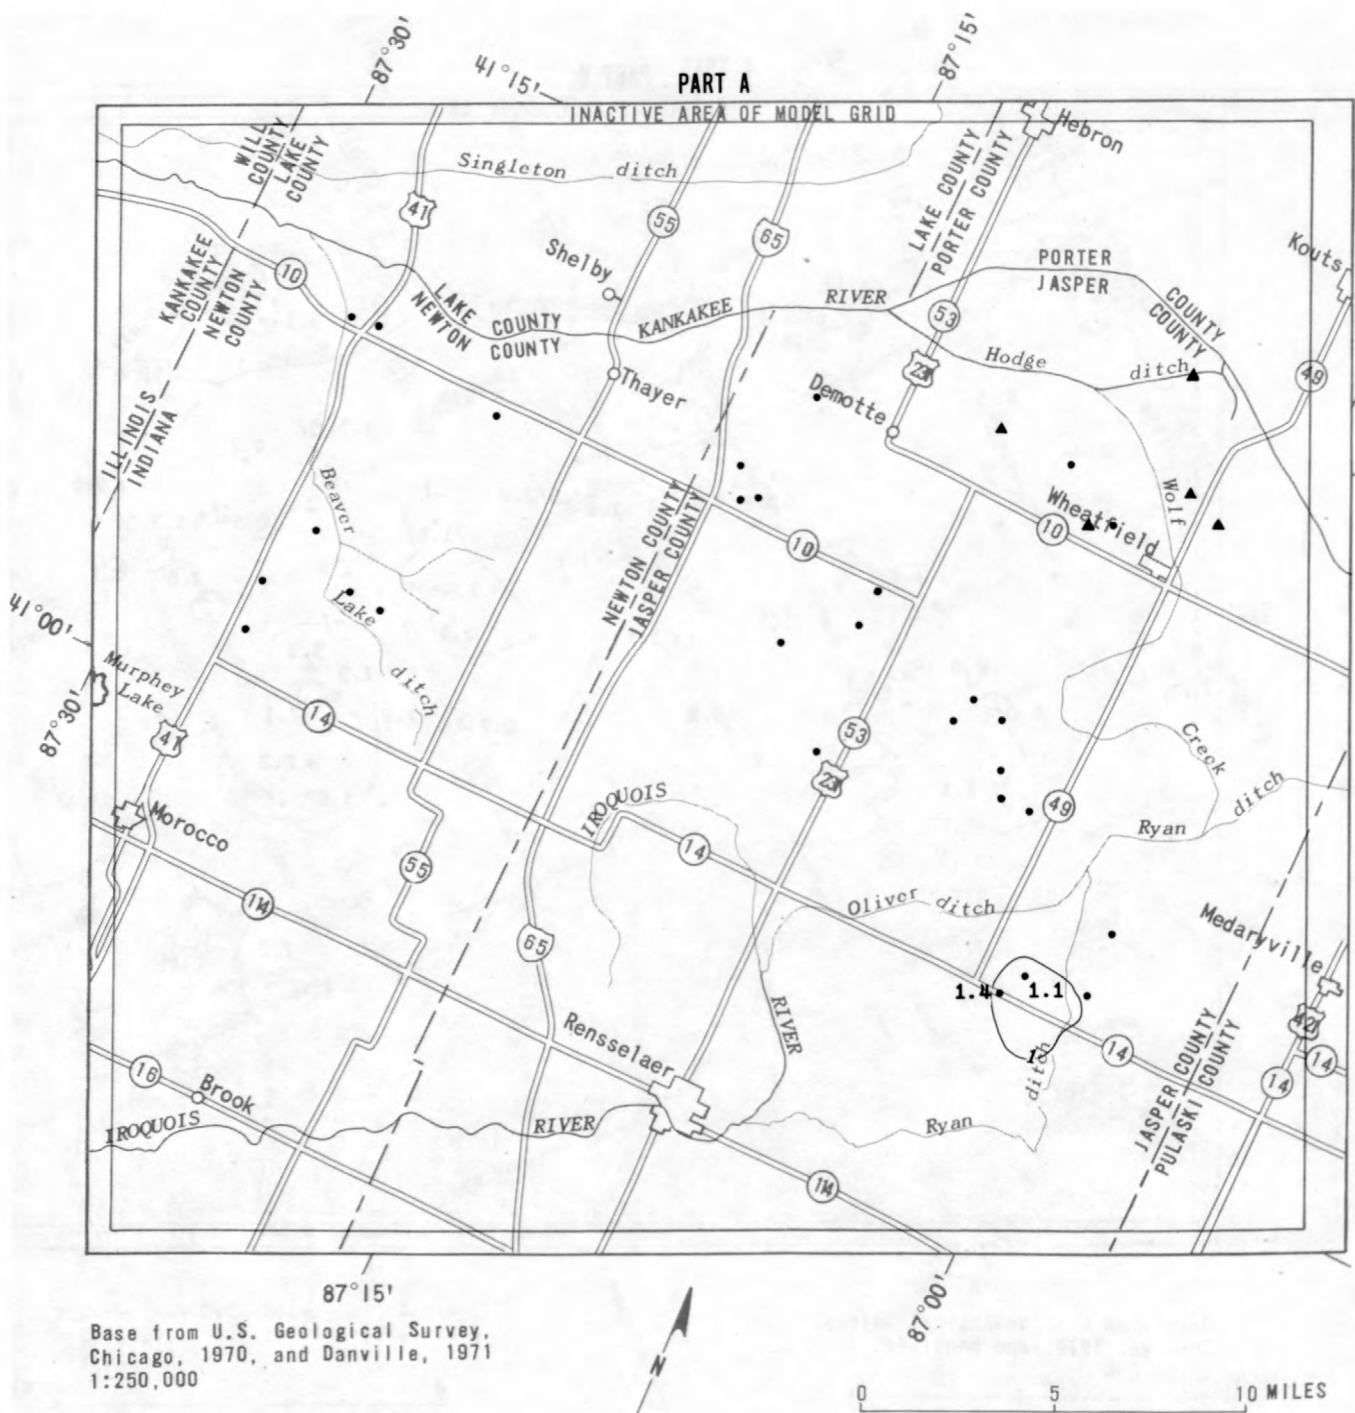 PART A
INACTIVE AREA OF MODEL GRID
87°30'
41°15'
87°15'
WILL
COUNTY
LAKE
COUNTY
Singleton ditch
LAKE COUNTY
PORTER COUNTY
Hebron
41
55
65
KANKAKEE
COUNTY
NEWTON
COUNTY
10
Shelby
LAKE
NEWTON
COUNTY
COUNTY
KANKAKEE RIVER
PORTER
JASPER
COUNTY
COUNTY
Kouts
53
231
Hodge ditch
49
Thayer
Demotte
ILLINOIS
INDIANA
Beaver
Lake
ditch
NEWTON COUNTY
JASPER COUNTY
10
Wheatfield
10
Wolf
Creek
41°00'
87°30'
Murphey
Lake
41
14
53
231
49
Morocco
IROQUOIS
RIVER
14
Ryan ditch
55
114
Oliver ditch
65
Medaryville
1.4
1.1
1
Rensselaer
ditch
14
421
14
14
JASPER COUNTY
PULASKI COUNTY
16
Brook
IROQUOIS RIVER
Ryan
114
87°15'
87°00'
Base from U.S. Geological Survey,
Chicago, 1970, and Danville, 1971
1:250,000
N
0 5 10 MILES